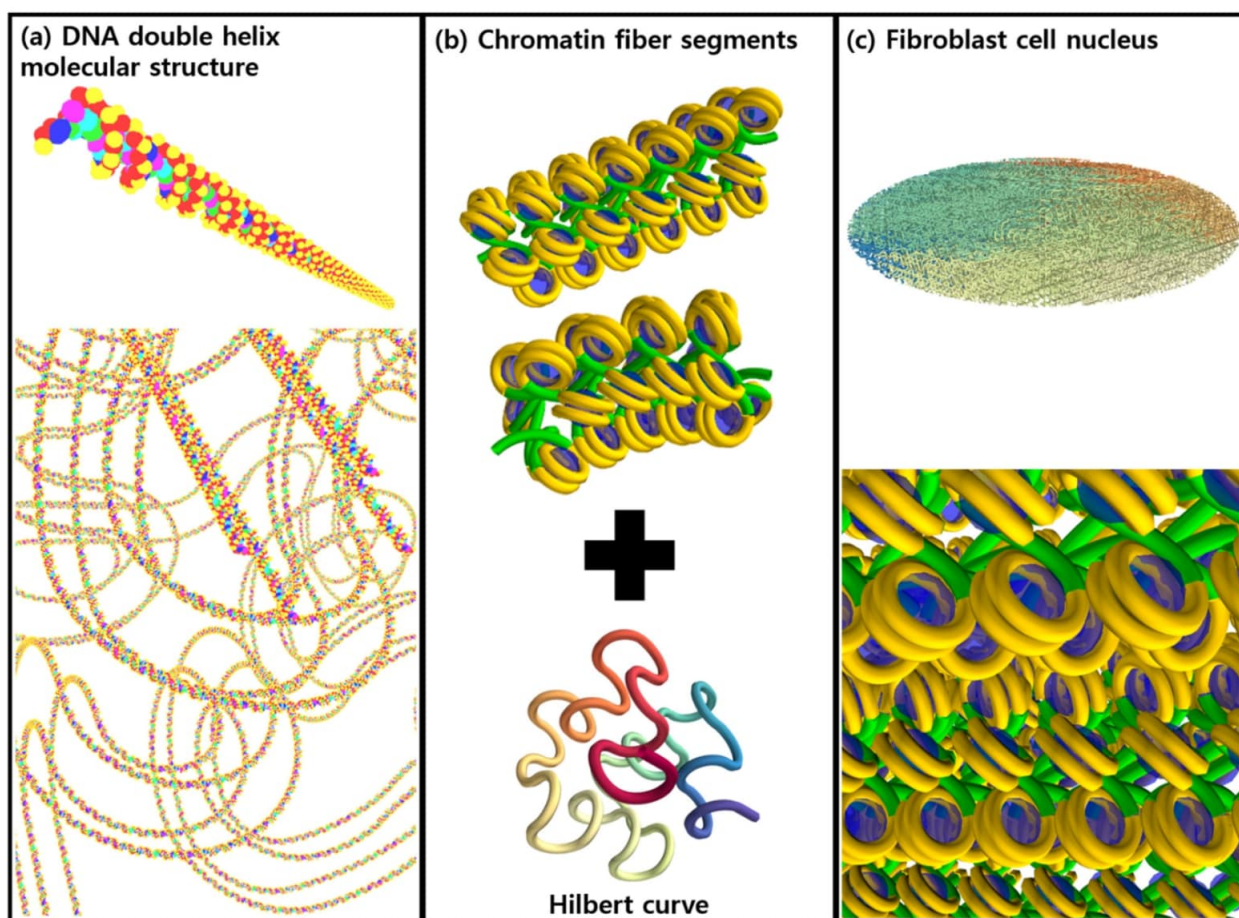 (a) DNA double helix
molecular structure
(b) Chromatin fiber segments
Hilbert curve
(c) Fibroblast cell nucleus